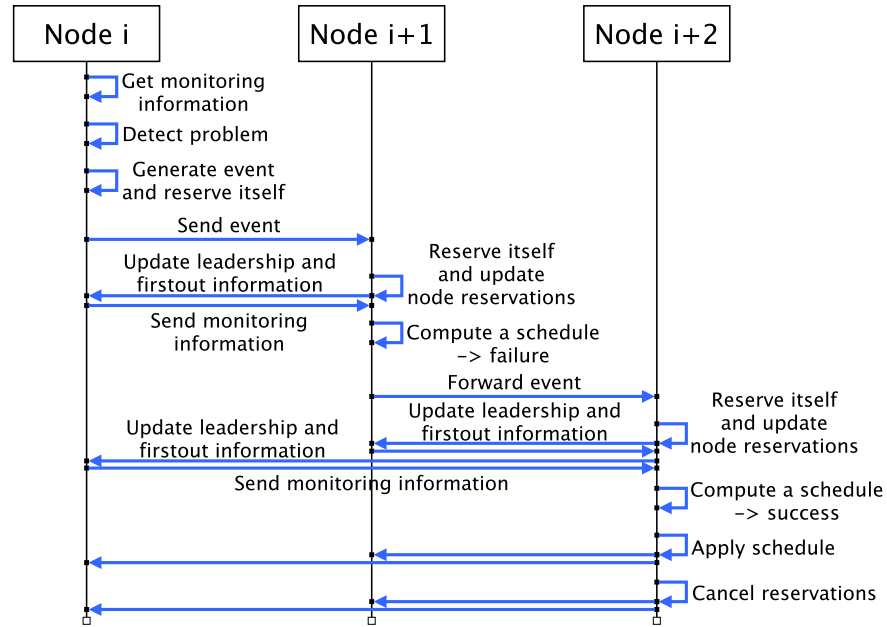 Node i
Node i+1
Node i+2
Get monitoring
information
Detect problem
Generate event
and reserve itself
Send event
Reserve itself
and update
node reservations
Update leadership and
firstout information
Send monitoring
information
Compute a schedule
-> failure
Forward event
Reserve itself
and update
node reservations
Update leadership and
firstout information
Update leadership and
firstout information
Send monitoring information
Compute a schedule
-> success
Apply schedule
Cancel reservations